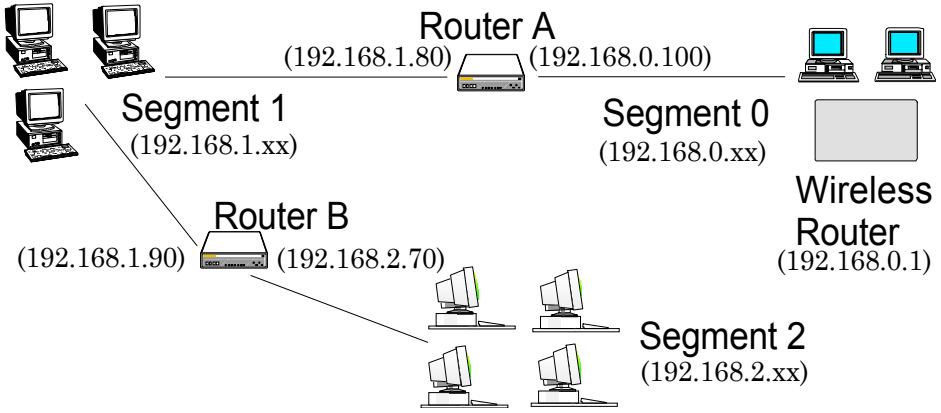 Router A
(192.168.1.80)
(192.168.0.100)
Segment 1
(192.168.1.xx)
Segment 0
(192.168.0.xx)
Wireless
Router
(192.168.0.1)
Router B
(192.168.1.90)
(192.168.2.70)
Segment 2
(192.168.2.xx)